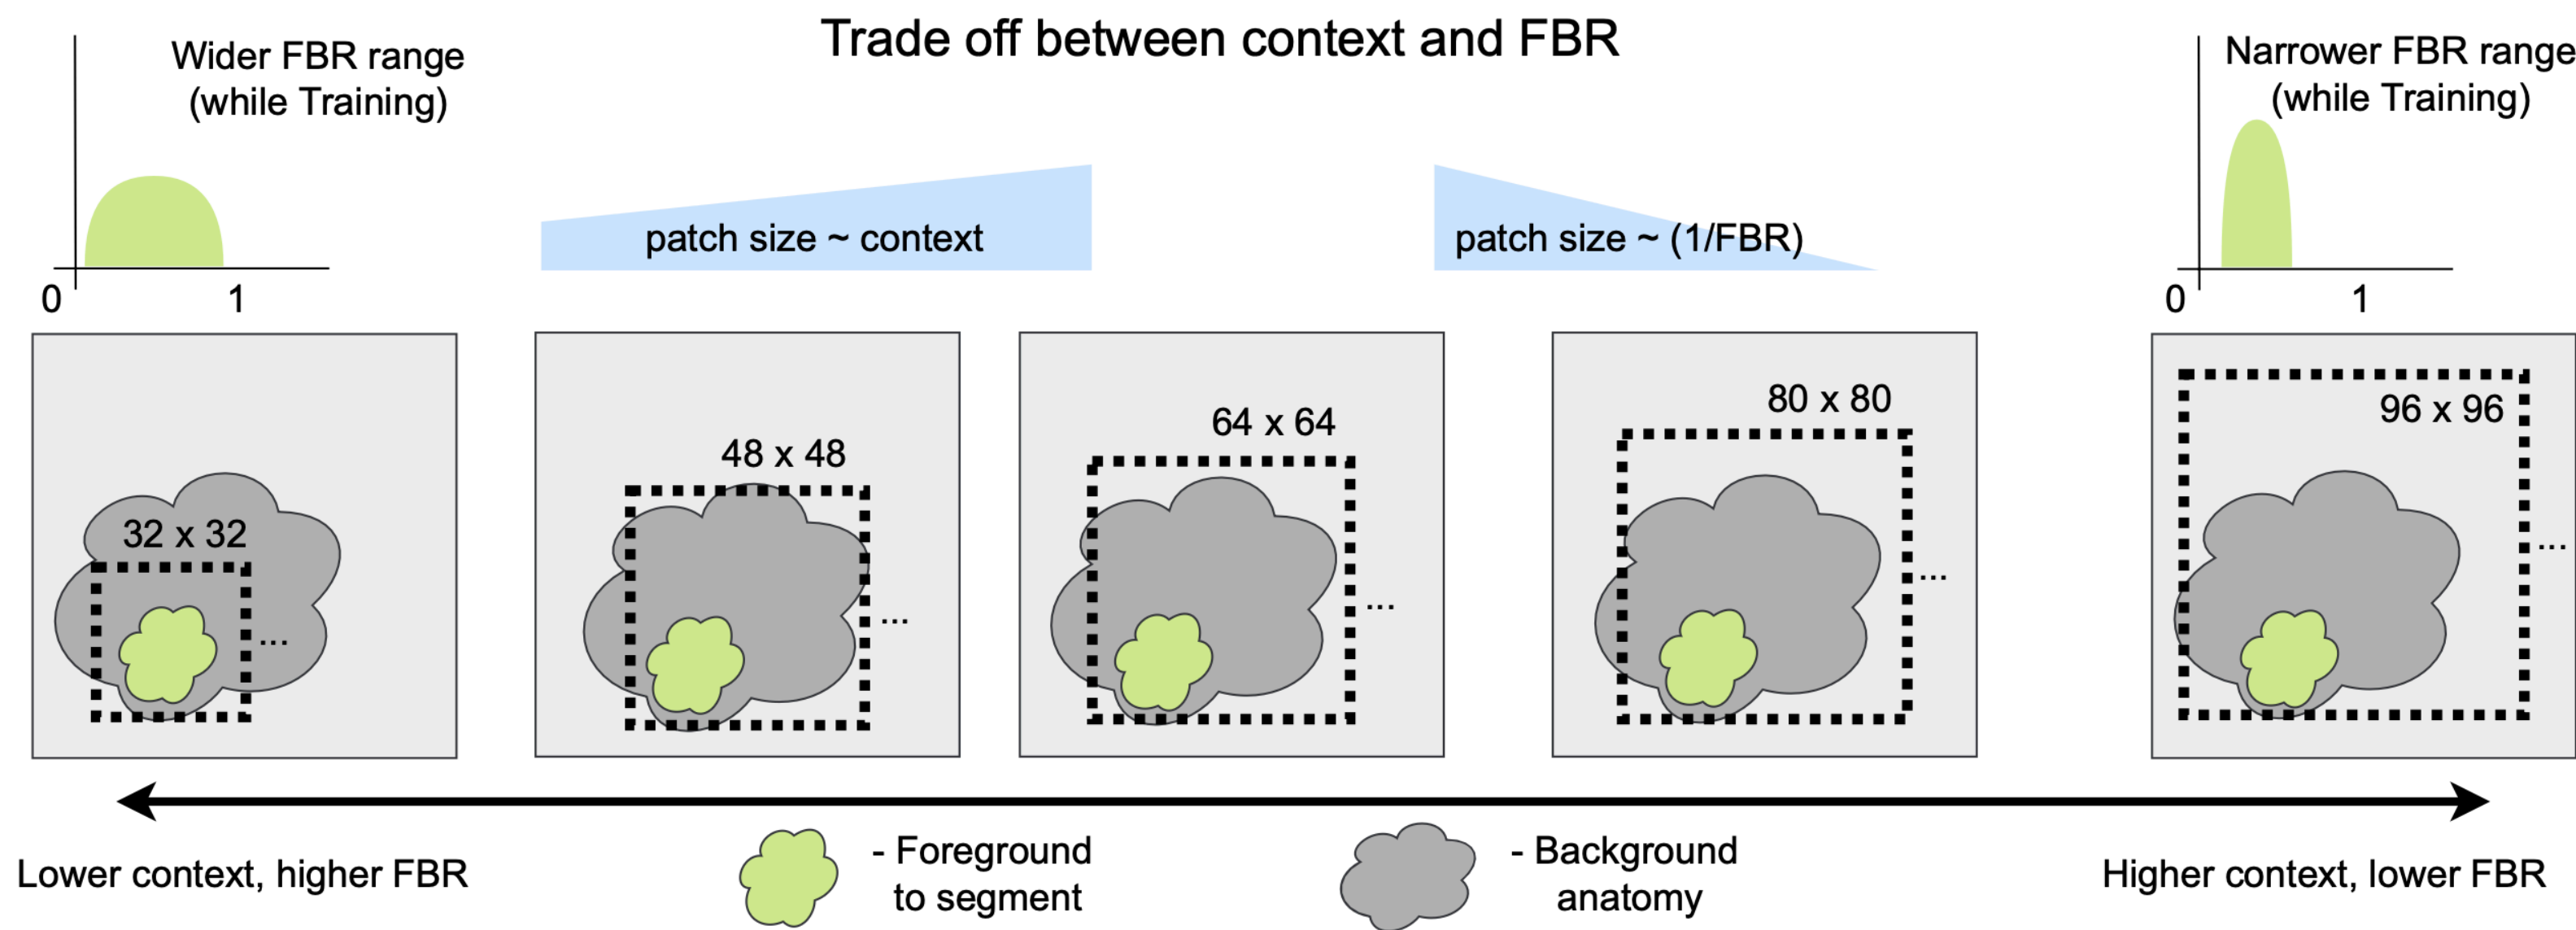 Trade off between context and FBR
Wider FBR range
(while Training)
Narrower FBR range
(while Training)
patch size ~ context
patch size ~ (1/FBR)
0
1
0
1
32 x 32
...
48 x 48
...
64 x 64
...
80 x 80
...
96 x 96
...
Lower context, higher FBR
- Foreground
to segment
- Background
anatomy
Higher context, lower FBR